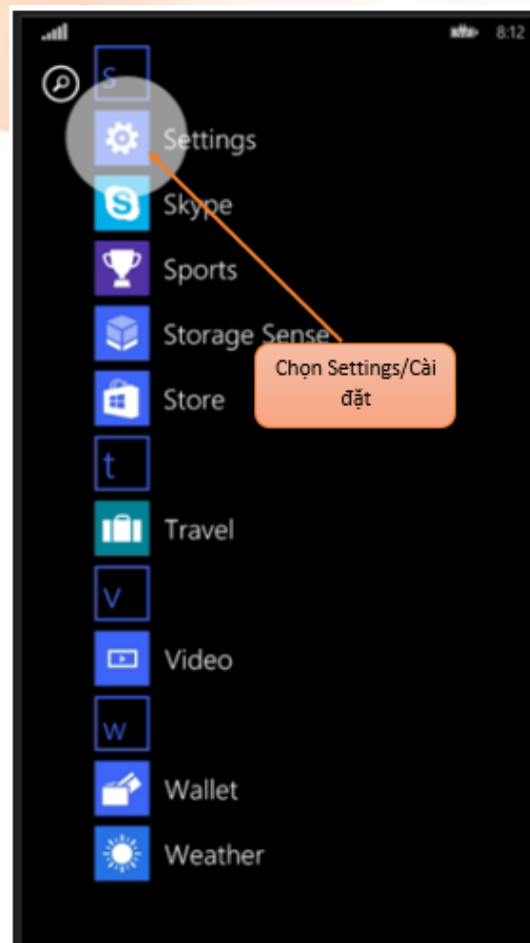 8:12
s
Settings
Skype
Sports
Storage Sense
Chọn Settings/Cài
đặt
Store
t
Travel
v
Video
w
Wallet
Weather